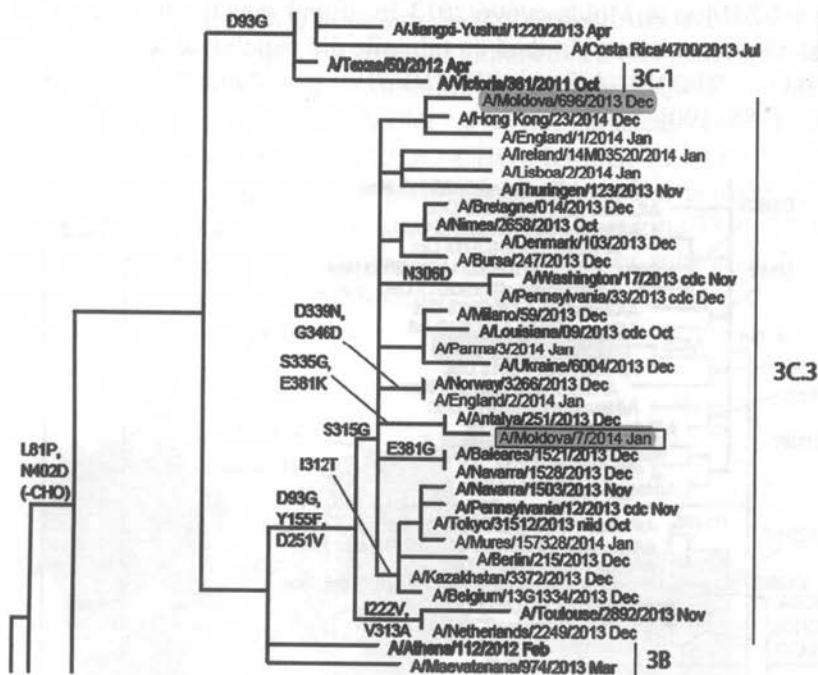 D93G
A/Jiangxi-Yushui/1220/2013 Apr
A/Costa Rica/4700/2013 Jul
A/Texas/50/2012 Apr
3C.1
A/Victoria/361/2011 Oct
A/Moldova/696/2013 Dec
A/Hong Kong/23/2014 Dec
A/England/1/2014 Jan
A/Ireland/14M03520/2014 Jan
A/Lisboa/2/2014 Jan
A/Thuringen/123/2013 Nov
A/Bretagne/014/2013 Dec
A/Nimes/2658/2013 Oct
A/Denmark/103/2013 Dec
A/Bursa/247/2013 Dec
N306D
A/Washington/17/2013 cdc Nov
A/Pennsylvania/33/2013 cdc Dec
D339N,
G346D
A/Milano/59/2013 Dec
A/Louisiana/09/2013 cdc Oct
A/Parma/3/2014 Jan
A/Ukraine/6004/2013 Dec
3C.3
S335G,
E381K
A/Norway/3266/2013 Dec
A/England/2/2014 Jan
A/Antalya/251/2013 Dec
S315G
A/Moldova/7/2014 Jan
L81P,
N402D
(-CHO)
E381G
A/Baleares/1521/2013 Dec
A/Navarra/1528/2013 Dec
I312T
A/Navarra/1503/2013 Nov
A/Pennsylvania/12/2013 cdc Nov
D93G,
Y155F,
D251V
A/Tokyo/31512/2013 niid Oct
A/Mures/157328/2014 Jan
A/Berlin/215/2013 Dec
A/Kazakhstan/3372/2013 Dec
A/Belgium/13G1334/2013 Dec
I222V,
V313A
A/Toulouse/2892/2013 Nov
A/Netherlands/2249/2013 Dec
A/Athens/112/2012 Feb
3B
A/Maevatanana/974/2013 Mar